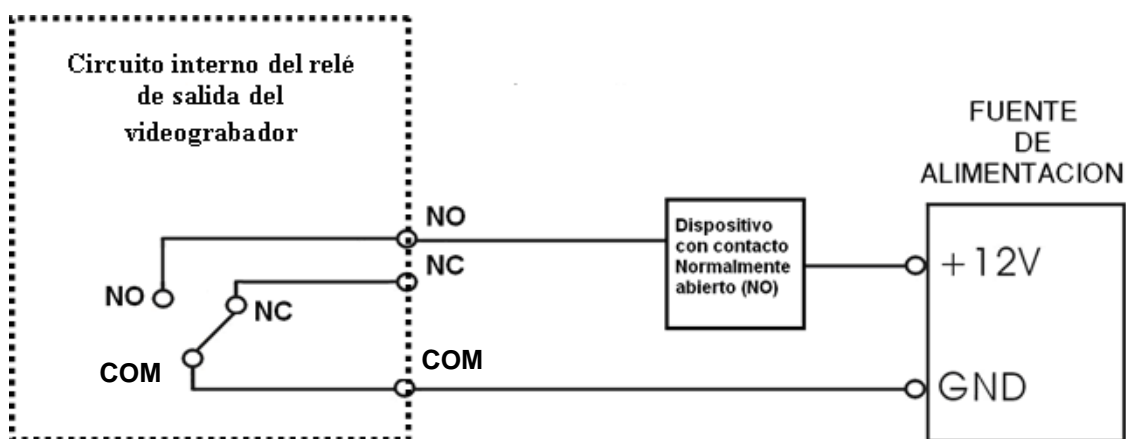 Circuito interno del relé
de salida del
videograbador
FUENTE
DE
ALIMENTACION
NO
NC
COM
NO
NC
COM
Dispositivo
con contacto
Normalmente
abierto (NO)
+12V
GND